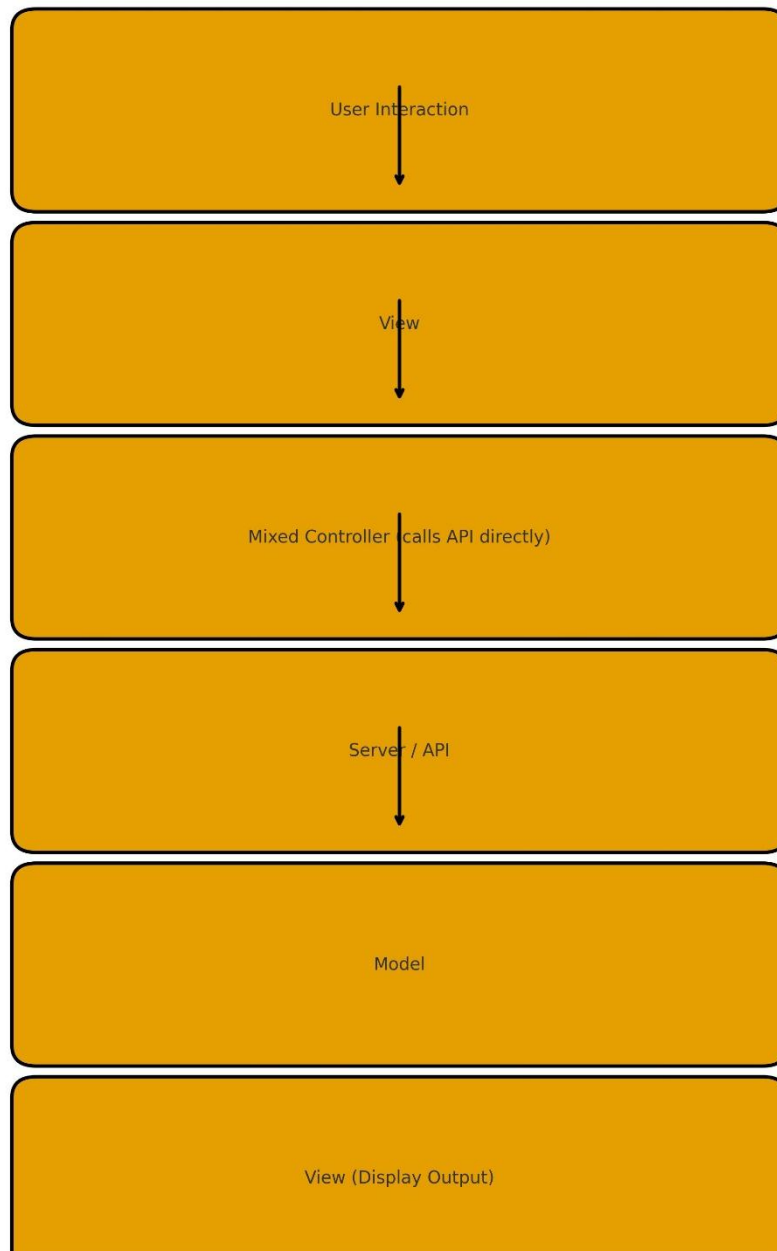 User Interaction
View
Mixed Controller (calls API directly)
Server / API
Model
View (Display Output)